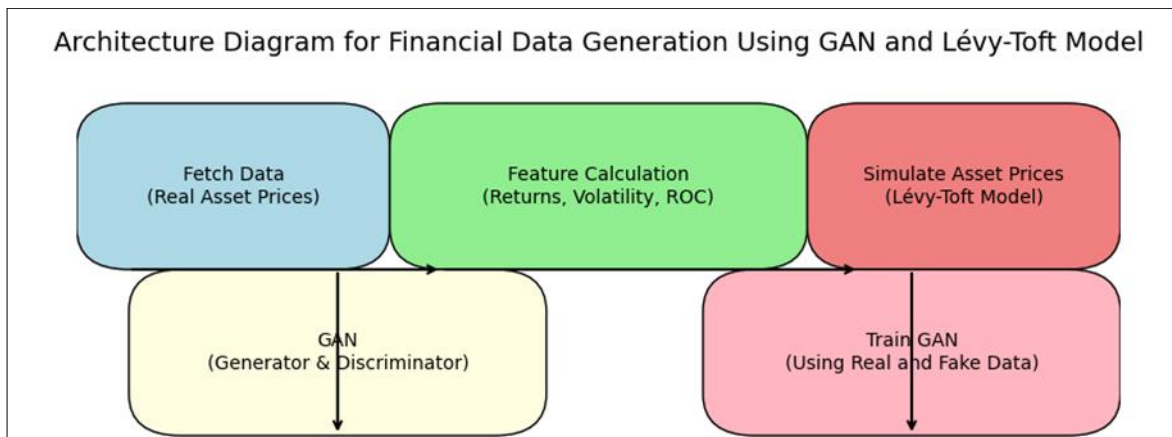 Architecture Diagram for Financial Data Generation Using GAN and Lévy-Toft Model
Fetch Data
(Real Asset Prices)
Feature Calculation
(Returns, Volatility, ROC)
Simulate Asset Prices
(Lévy-Toft Model)
GAN
(Generator & Discriminator)
Train GAN
(Using Real and Fake Data)